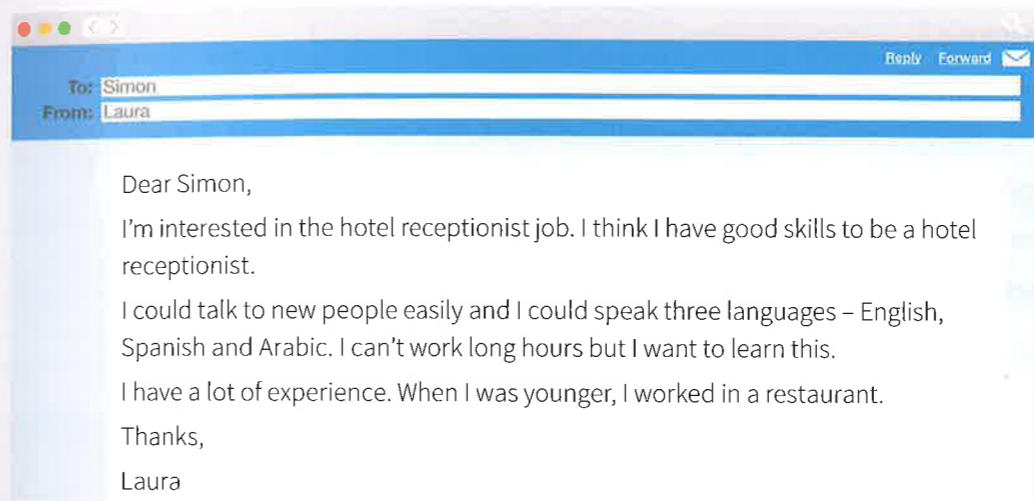 Reply Forward
To: Simon
From: Laura
Dear Simon,
I'm interested in the hotel receptionist job. I think I have good skills to be a hotel
receptionist.
I could talk to new people easily and I could speak three languages – English,
Spanish and Arabic. I can't work long hours but I want to learn this.
I have a lot of experience. When I was younger, I worked in a restaurant.
Thanks,
Laura